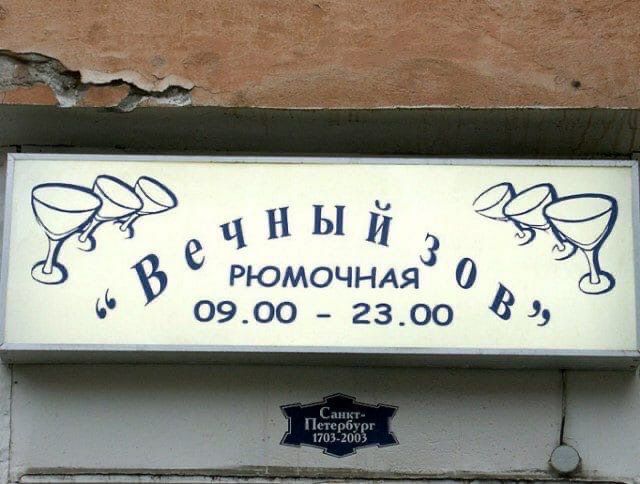 "Вечный зов"
РЮМОЧНАЯ
09.00 - 23.00
Санкт-
Петербург
1703-2003